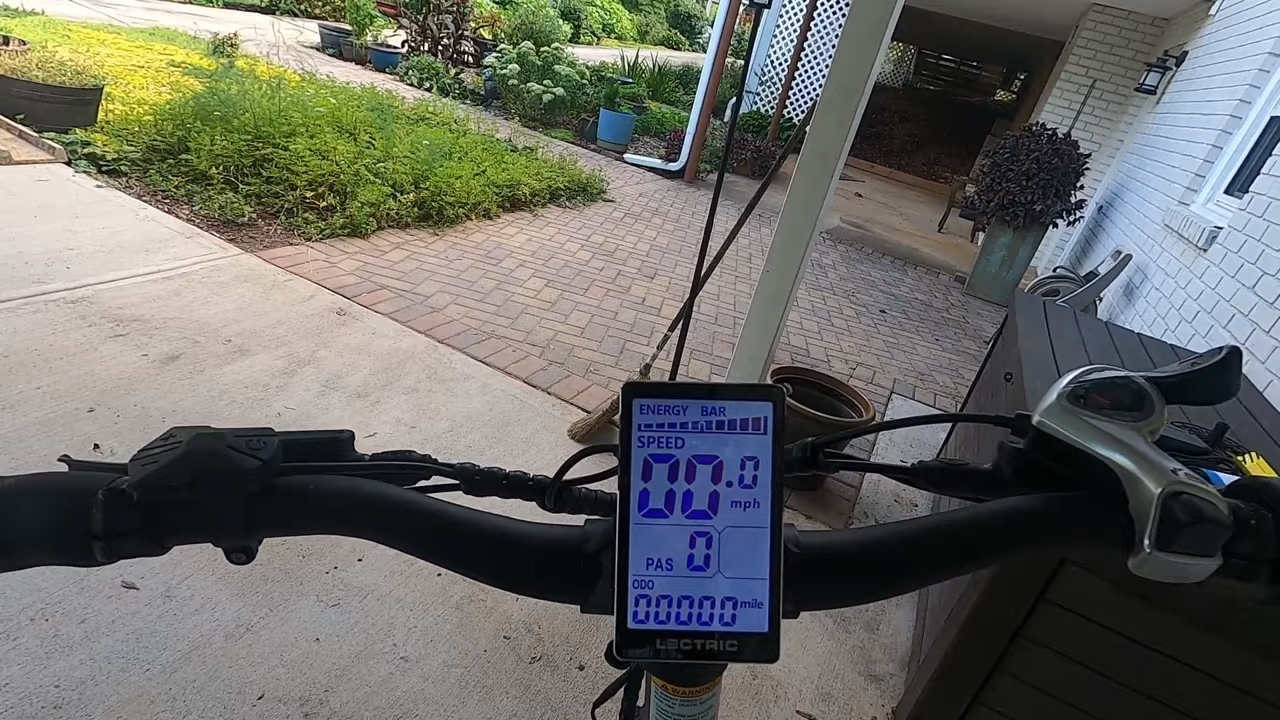 ENERGY BAR
SPEED
00.0
mph
PAS 0
ODO
00000 mile
LECTRIC
WARNING